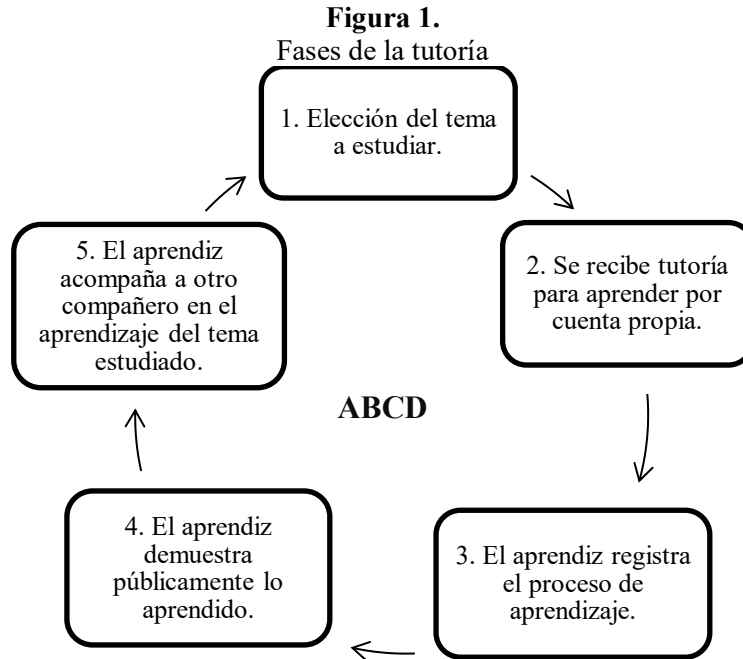 Figura 1.
Fases de la tutoría
1. Elección del tema
a estudiar.
2. Se recibe tutoría
para aprender por
cuenta propia.
3. El aprendiz registra
el proceso de
aprendizaje.
4. El aprendiz
demuestra
públicamente lo
aprendido.
5. El aprendiz
acompaña a otro
compañero en el
aprendizaje del tema
estudiado.
ABCD